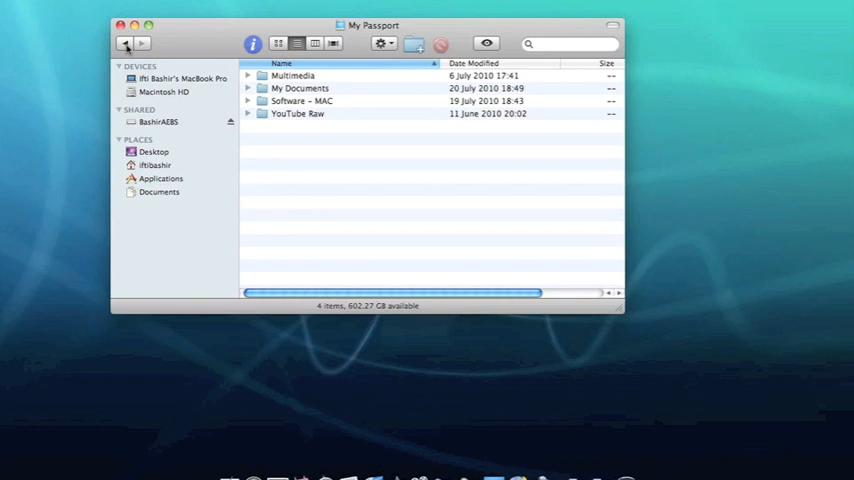 My Passport
Name Date Modified Size
DEVICES
Ifti Bashir's MacBook Pro
Macintosh HD
SHARED
BashirAEBS
PLACES
Desktop
iftibashir
Applications
Documents
Multimedia 6 July 2010 17:41 --
My Documents 20 July 2010 18:49 --
Software - MAC 19 July 2010 18:43 --
YouTube Raw 11 June 2010 20:02 --
4 items, 602.27 GB available